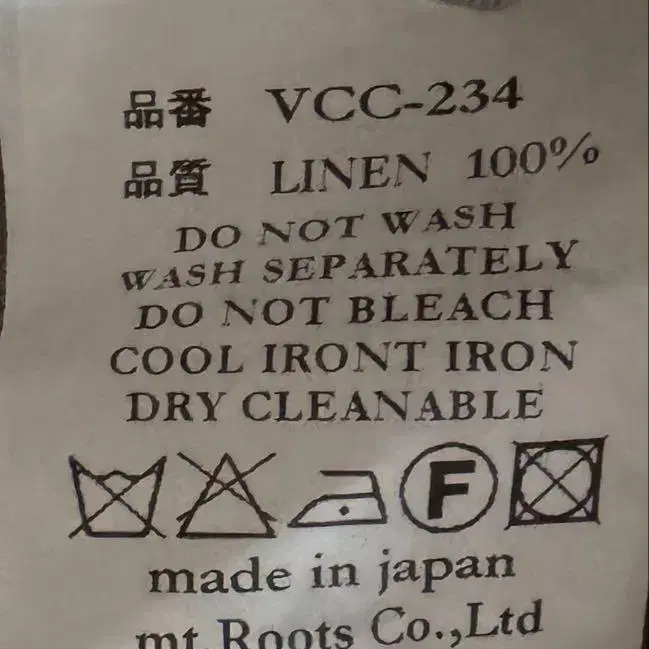 品番 VCC-234
品質 LINEN 100%
DO NOT WASH
WASH SEPARATELY
DO NOT BLEACH
COOL IRONT IRON
DRY CLEANABLE
F
made in japan
mt.Roots Co.,Ltd